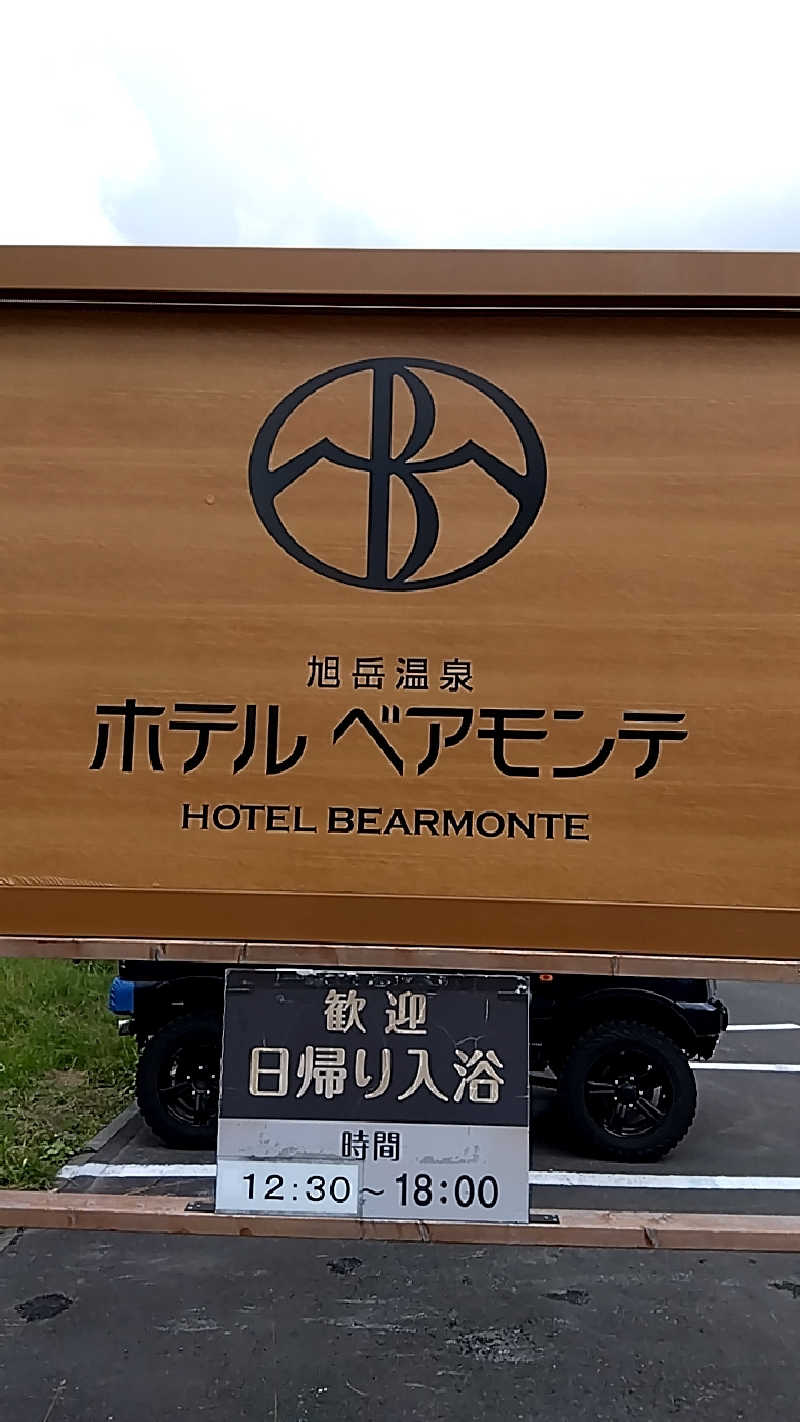 旭岳温泉
ホテル ベアモンテ
HOTEL BEARMONTE
歓迎
日帰り入浴
時間
12:30～18:00